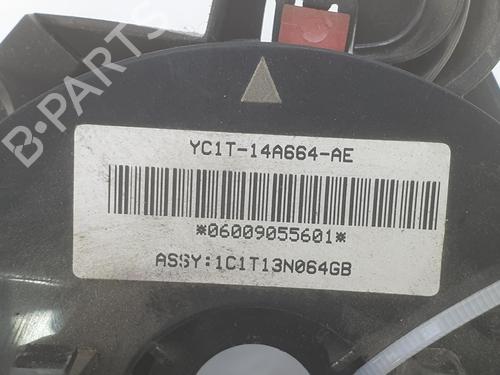 B-PARTS
YC1T-14A664-AE
*06009055601*
ASSY:1C1T13N064GB